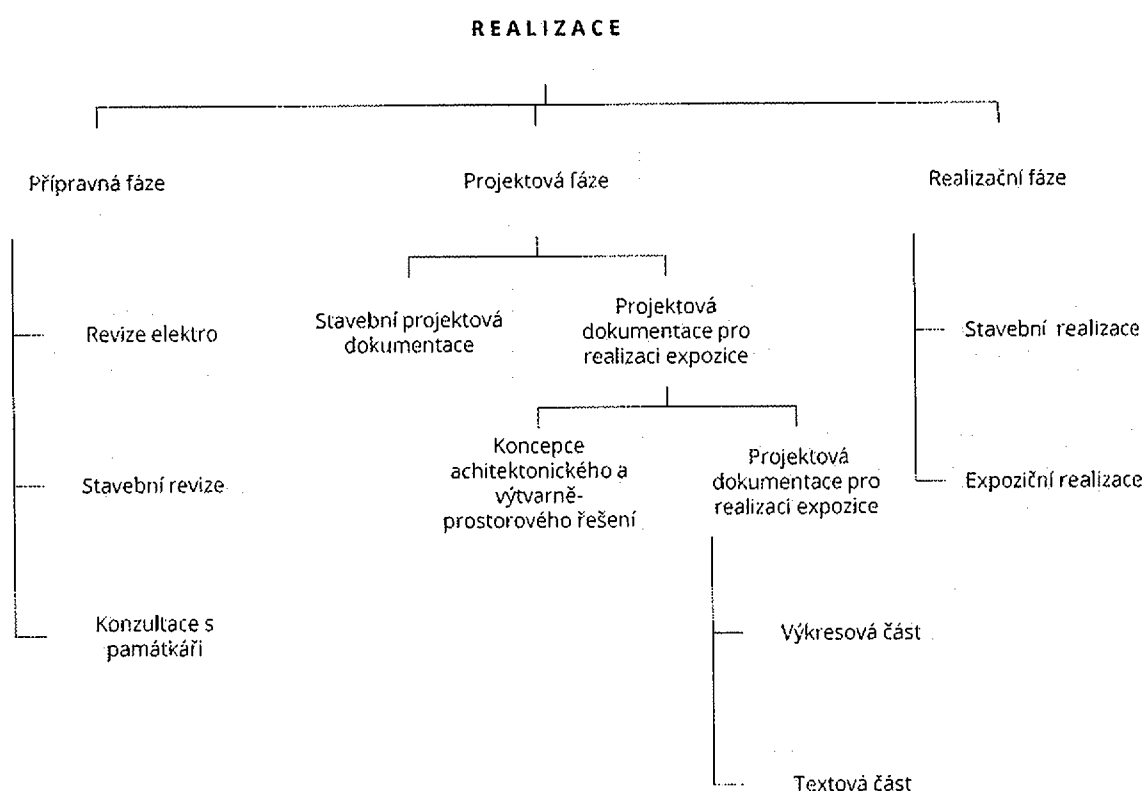 REALIZACE
Přípravná fáze
Projektová fáze
Realizační fáze
Revize elektro
Stavební projektová
dokumentace
Projektová
dokumentace pro
realizaci expozice
Stavební realizace
Koncepce
achitektonického a
výtvarně-
prostorového řešení
Projektová
dokumentace pro
realizaci expozice
Stavební revize
Expoziční realizace
Konzultace s
památkáři
Výkresová část
Textová část